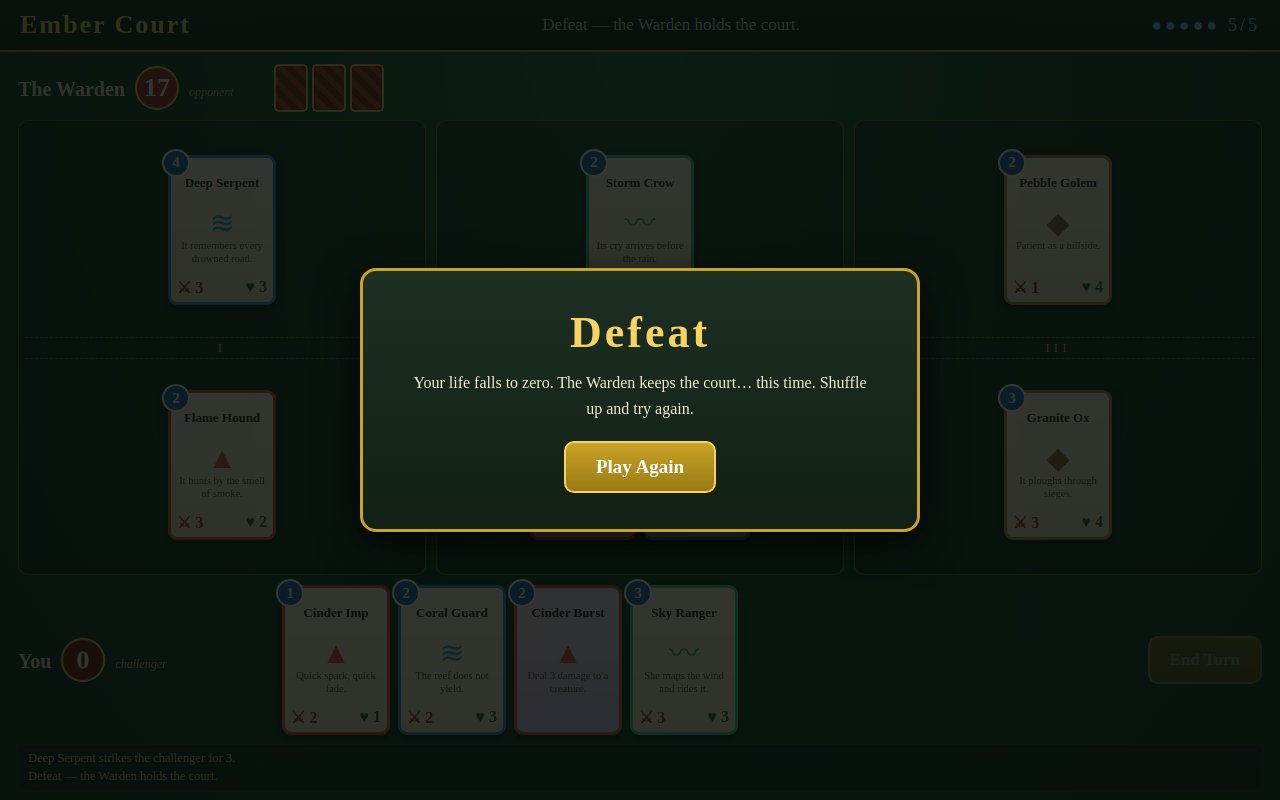 Ember Court
Defeat — the Warden holds the court.
5/5
The Warden 17 opponent
4
Deep Serpent
It remembers every
drowned road.
⚔ 3 ♥ 3
2
Storm Crow
Its cry arrives before
the rain.
2
Pebble Golem
Patient as a hillside.
⚔ 1 ♥ 4
I
III
Defeat
Your life falls to zero. The Warden keeps the court… this time. Shuffle
up and try again.
Play Again
2
Flame Hound
It hunts by the smell
of smoke.
⚔ 3 ♥ 2
3
Granite Ox
It ploughs through
sieges.
⚔ 3 ♥ 4
You 0 challenger
1
Cinder Imp
Quick spark, quick
fade.
⚔ 2 ♥ 1
2
Coral Guard
The reef does not
yield.
⚔ 2 ♥ 3
2
Cinder Burst
Deal 3 damage to a
creature.
3
Sky Ranger
She maps the wind
and rides it.
⚔ 3 ♥ 3
End Turn
Deep Serpent strikes the challenger for 3.
Defeat — the Warden holds the court.